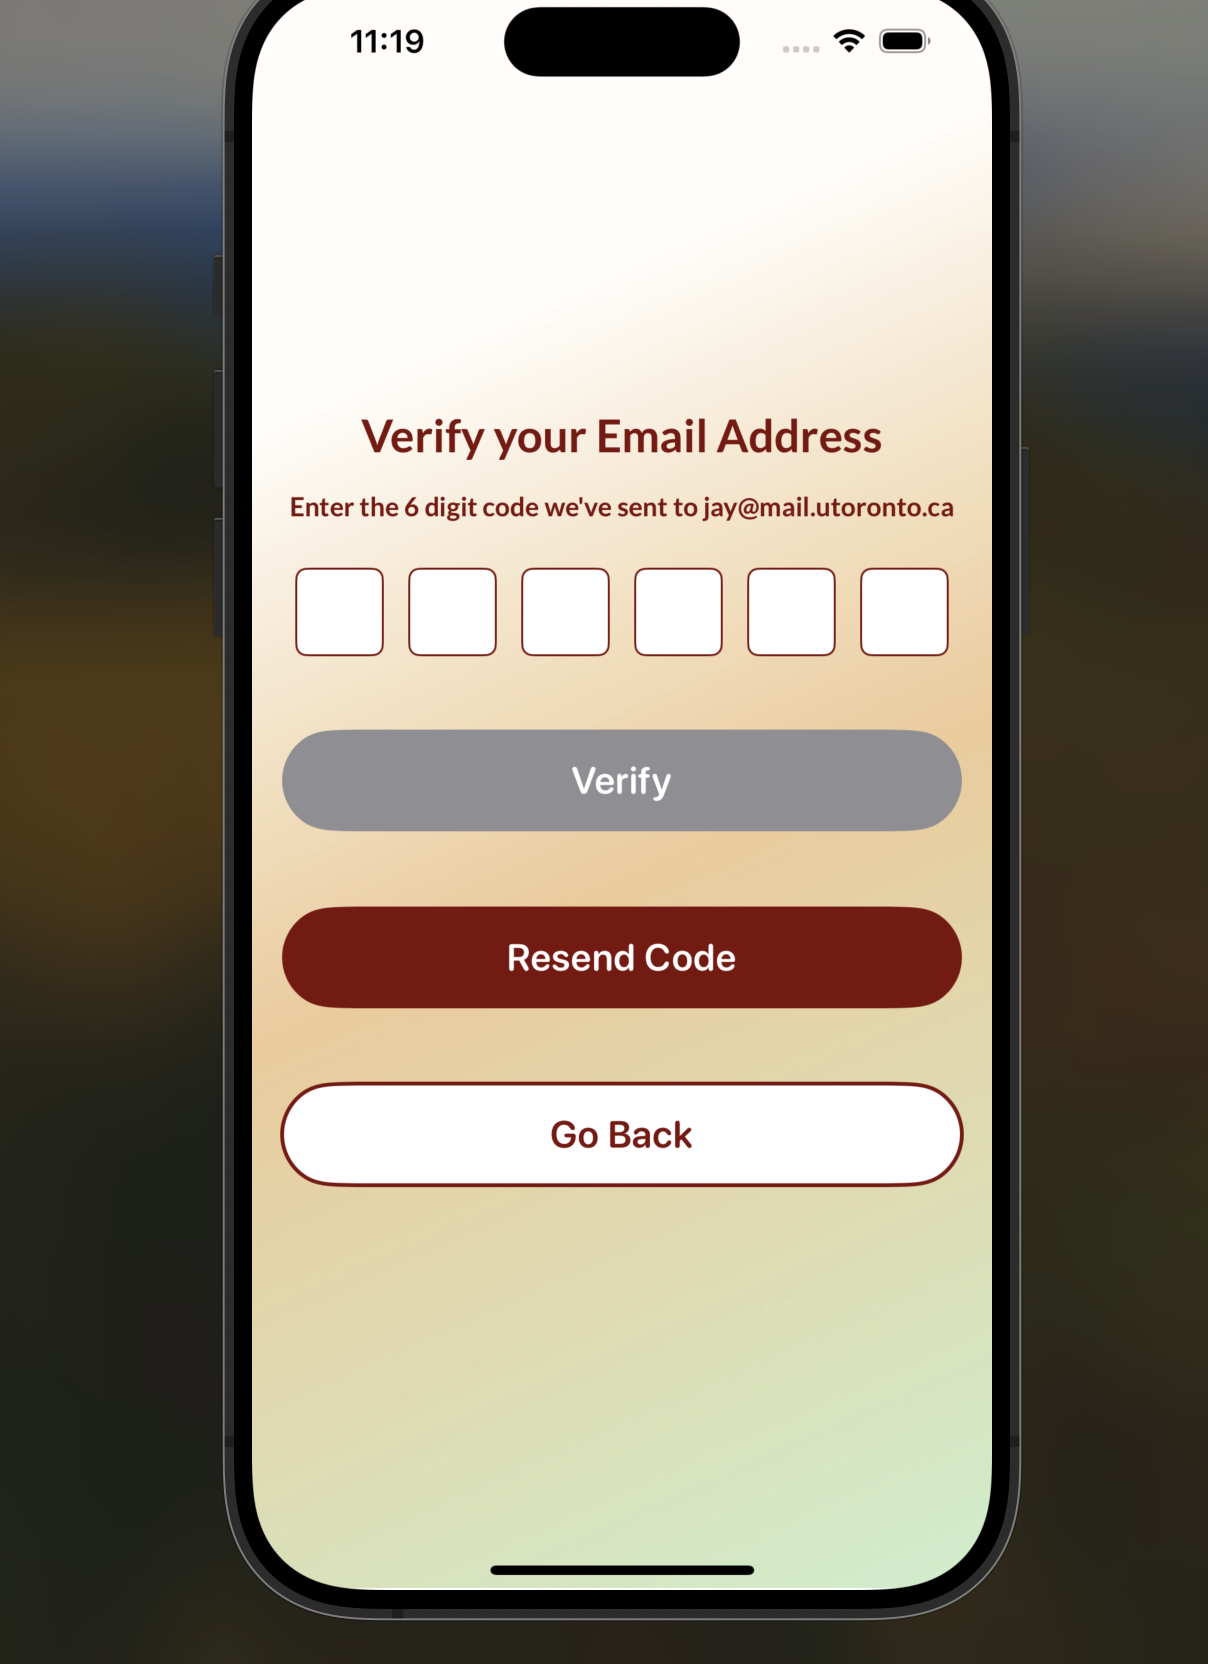 11:19
Verify your Email Address
Enter the 6 digit code we've sent to jay@mail.utoronto.ca
Verify
Resend Code
Go Back